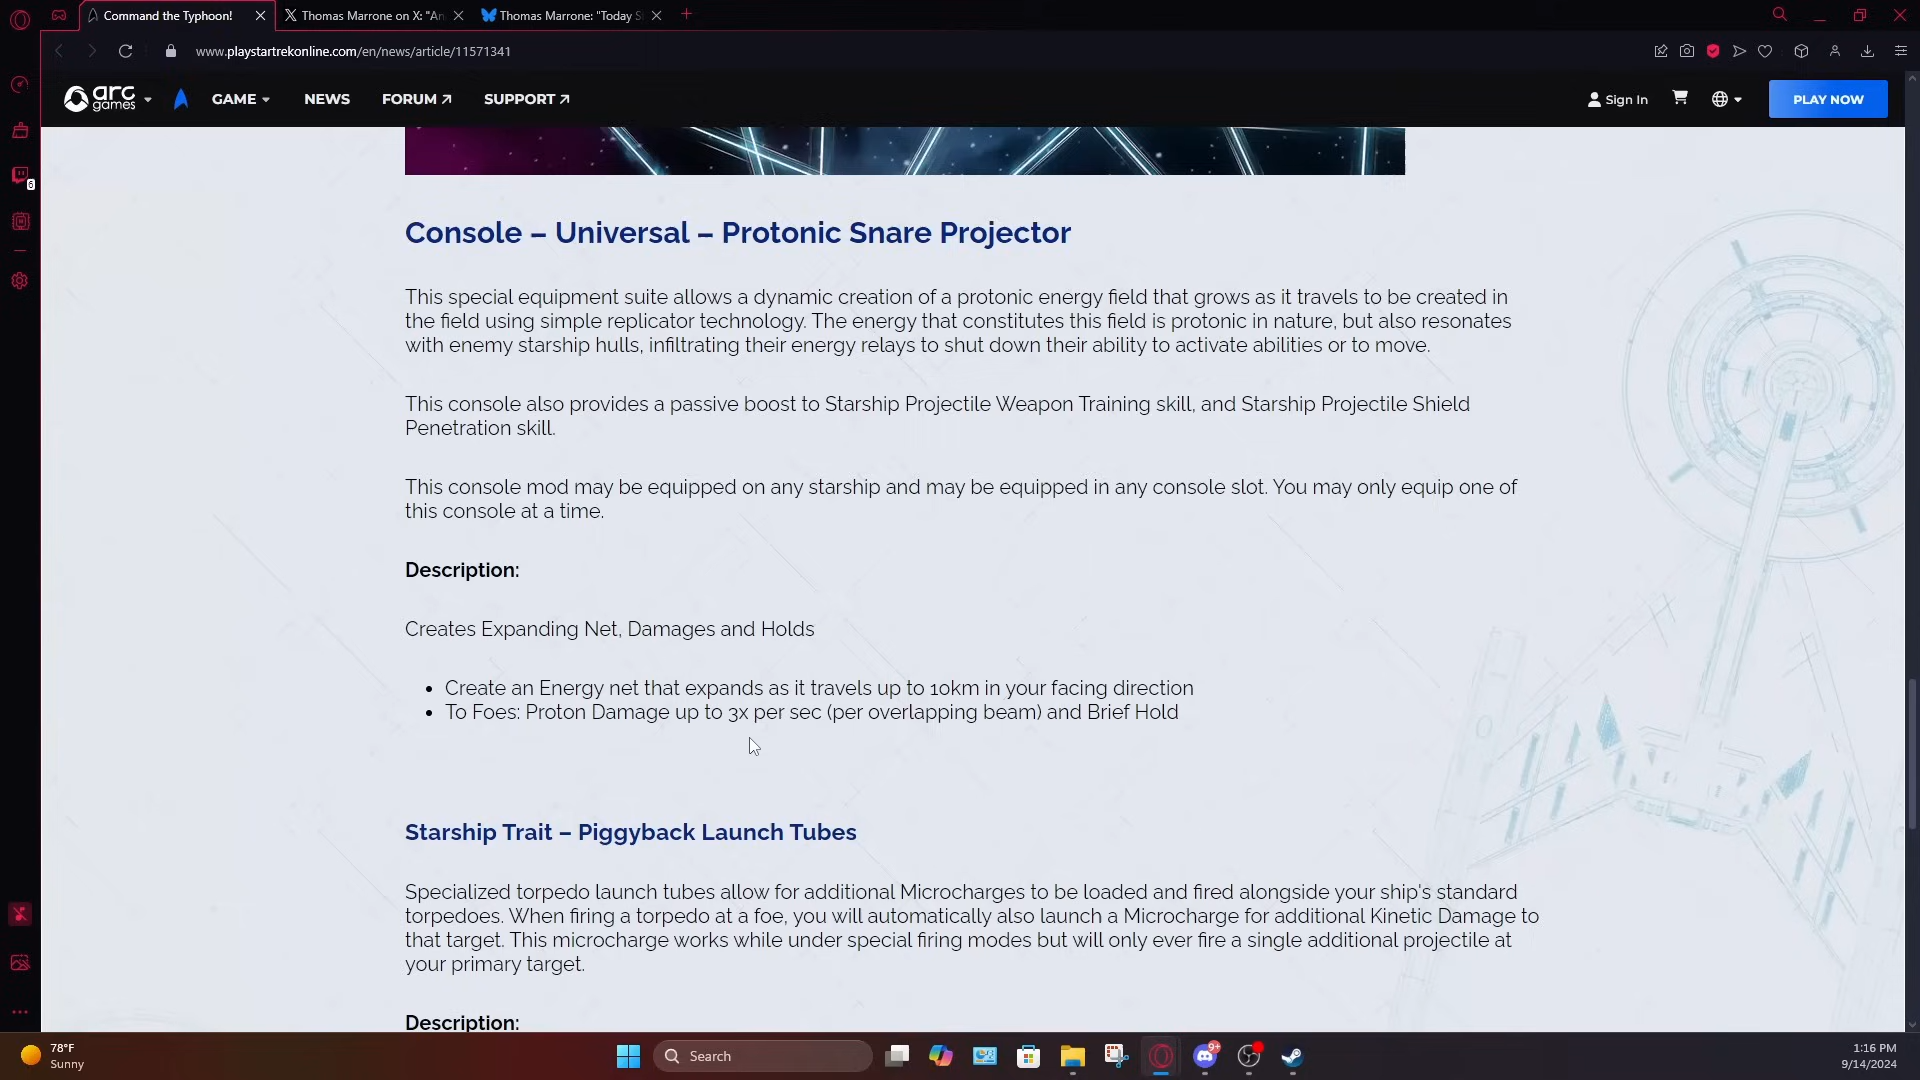 Command the Typhoon!
Thomas Marrone on X: "An
Thomas Marrone: "Today S
www.playstartrekonline.com/en/news/article/11571341
arc games
GAME
NEWS
FORUM
SUPPORT
Sign In
PLAY NOW
6
Console – Universal – Protonic Snare Projector
This special equipment suite allows a dynamic creation of a protonic energy field that grows as it travels to be created in
the field using simple replicator technology. The energy that constitutes this field is protonic in nature, but also resonates
with enemy starship hulls, infiltrating their energy relays to shut down their ability to activate abilities or to move.
This console also provides a passive boost to Starship Projectile Weapon Training skill, and Starship Projectile Shield
Penetration skill.
This console mod may be equipped on any starship and may be equipped in any console slot. You may only equip one of
this console at a time.
Description:
Creates Expanding Net, Damages and Holds
• Create an Energy net that expands as it travels up to 10km in your facing direction
• To Foes: Proton Damage up to 3x per sec (per overlapping beam) and Brief Hold
Starship Trait – Piggyback Launch Tubes
Specialized torpedo launch tubes allow for additional Microcharges to be loaded and fired alongside your ship's standard
torpedoes. When firing a torpedo at a foe, you will automatically also launch a Microcharge for additional Kinetic Damage to
that target. This microcharge works while under special firing modes but will only ever fire a single additional projectile at
your primary target.
Description:
78°F
Sunny
Search
9+
1:16 PM
9/14/2024